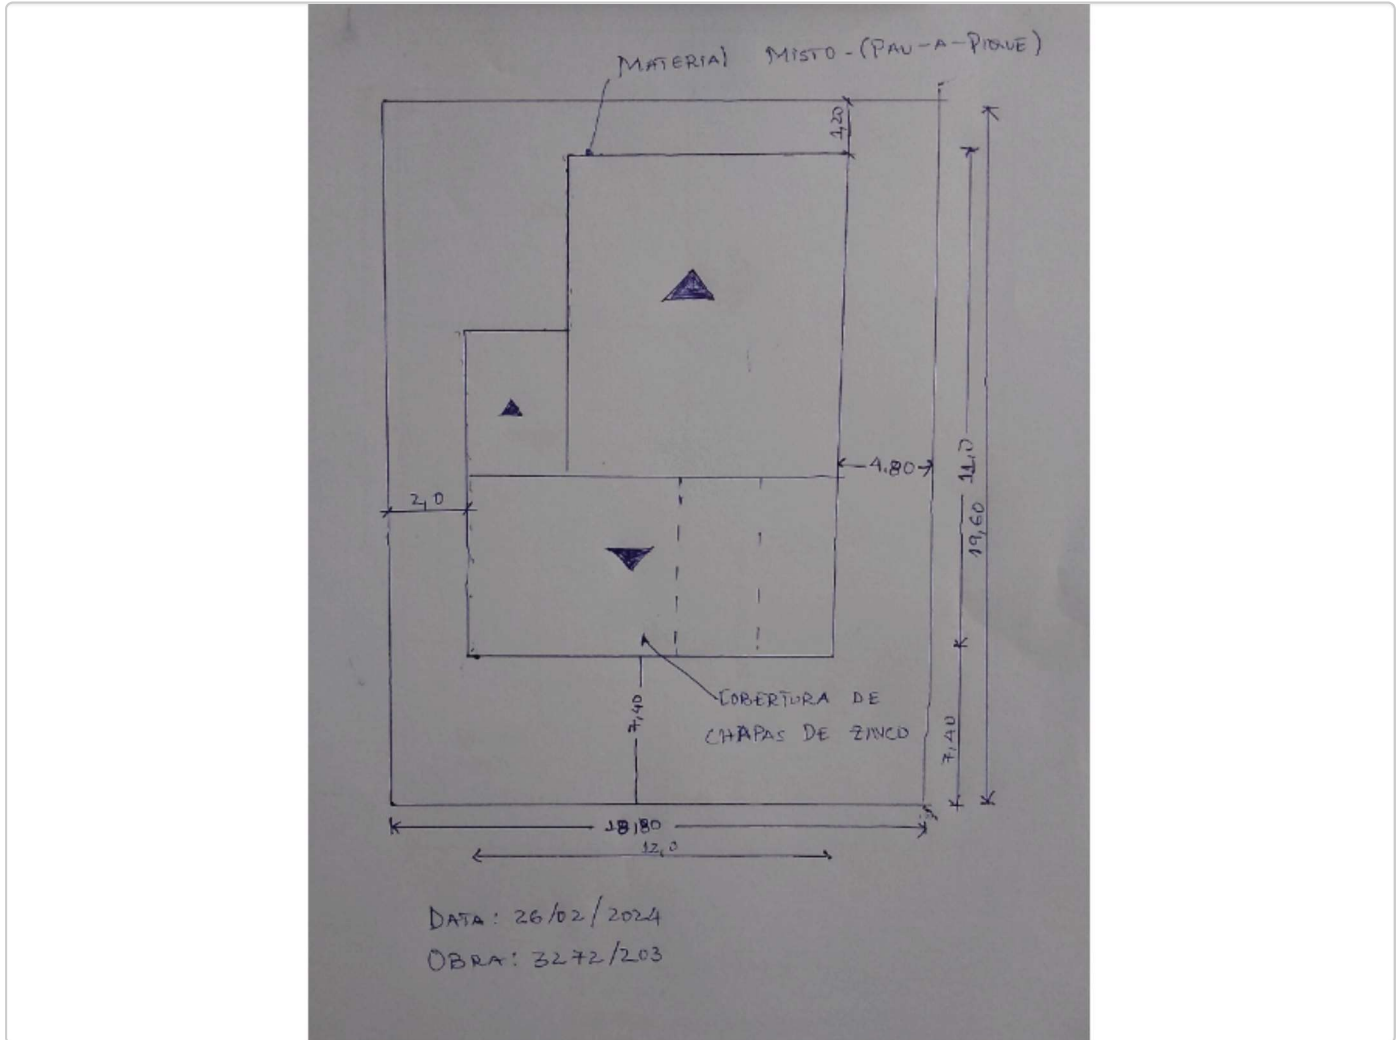 MATERIAL MISTO-(PAU-A-PIQUE)
1,20
4,80
11,0
19,60
2,0
7,40
COBERTURA DE
CHAPAS DE ZINCO
7,40
18,80
12,0
DATA: 26/02/2024
OBRA: 3272/203